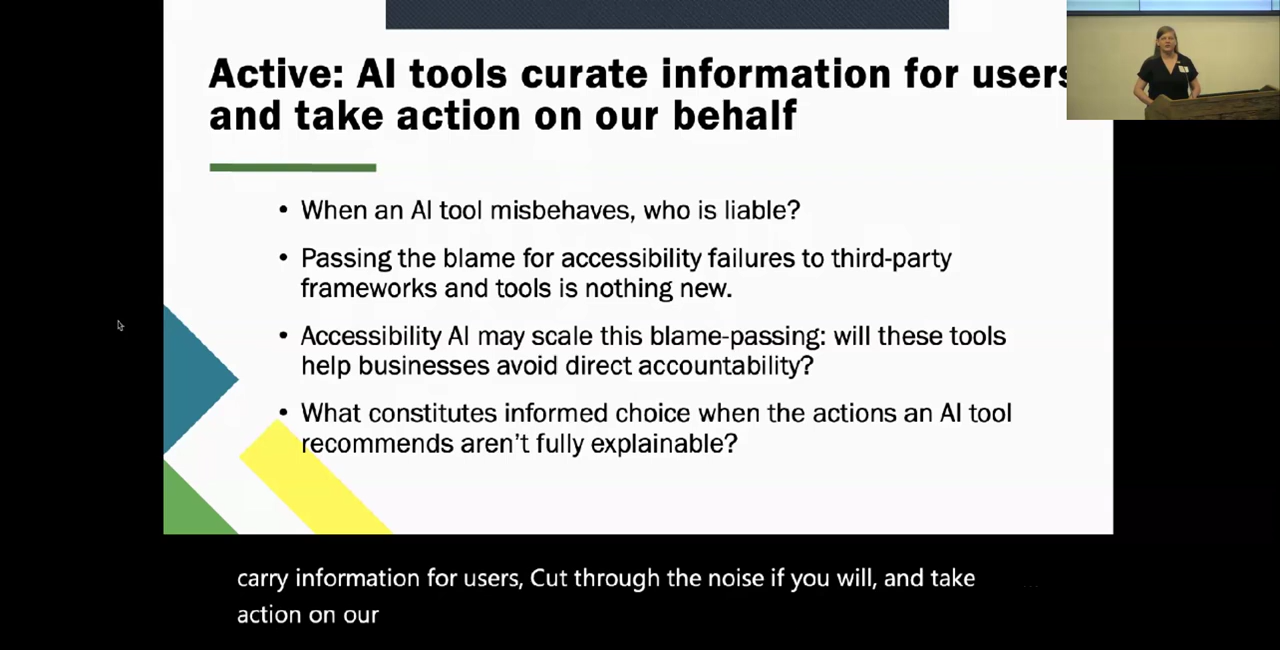 Active: AI tools curate information for users
and take action on our behalf
• When an AI tool misbehaves, who is liable?
• Passing the blame for accessibility failures to third-party
frameworks and tools is nothing new.
• Accessibility AI may scale this blame-passing: will these tools
help businesses avoid direct accountability?
• What constitutes informed choice when the actions an AI tool
recommends aren’t fully explainable?
carry information for users, Cut through the noise if you will, and take
action on our